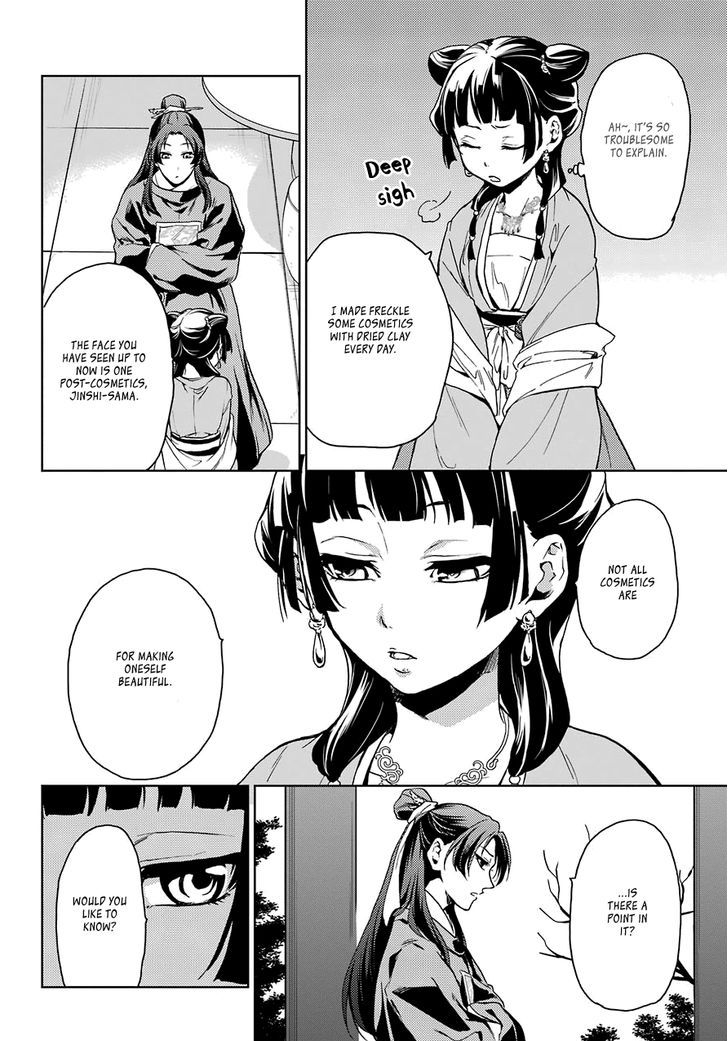 AH~, IT'S SO
TROUBLESOME
TO EXPLAIN.
Deep
sigh
I MADE FRECKLE
SOME COSMETICS
WITH DRIED CLAY
EVERY DAY.
THE FACE YOU
HAVE SEEN UP TO
NOW IS ONE
POST-COSMETICS,
JINSHI-SAMA.
NOT ALL
COSMETICS
ARE
FOR MAKING
ONESELF
BEAUTIFUL.
...IS
THERE A
POINT IN
IT?
WOULD YOU
LIKE TO
KNOW?